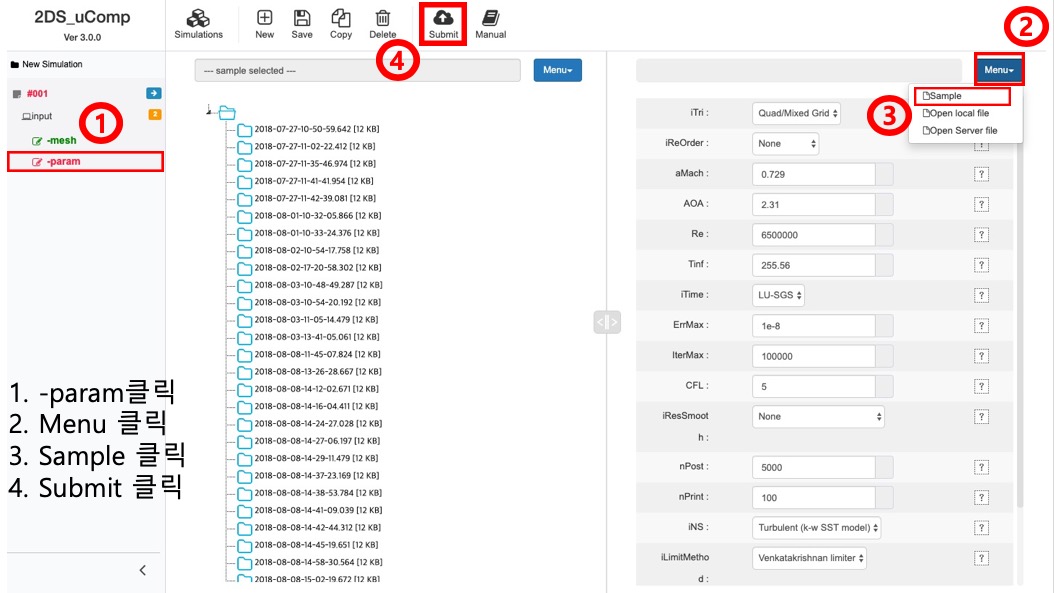 2DS_uComp
Ver 3.0.0
Simulations
New
Save
Copy
Delete
Submit
Manual
2
4
New Simulation
#001
input
2
-mesh
-param
1
--- sample selected ---
Menu
2018-07-27-10-50-59.642 [12 KB]
2018-07-27-11-02-22.412 [12 KB]
2018-07-27-11-35-46.974 [12 KB]
2018-07-27-11-41-41.954 [12 KB]
2018-07-27-11-42-39.081 [12 KB]
2018-08-01-10-32-05.866 [12 KB]
2018-08-01-10-33-24.376 [12 KB]
2018-08-02-10-54-17.758 [12 KB]
2018-08-02-17-20-58.302 [12 KB]
2018-08-03-10-48-49.287 [12 KB]
2018-08-03-10-54-20.192 [12 KB]
2018-08-03-11-05-14.479 [12 KB]
2018-08-03-13-41-05.061 [12 KB]
2018-08-08-11-45-07.824 [12 KB]
2018-08-08-13-26-28.667 [12 KB]
2018-08-08-14-12-02.671 [12 KB]
2018-08-08-14-16-04.411 [12 KB]
2018-08-08-14-24-27.028 [12 KB]
2018-08-08-14-27-06.197 [12 KB]
2018-08-08-14-29-11.479 [12 KB]
2018-08-08-14-37-23.169 [12 KB]
2018-08-08-14-38-53.784 [12 KB]
2018-08-08-14-41-09.039 [12 KB]
2018-08-08-14-42-44.312 [12 KB]
2018-08-08-14-45-19.651 [12 KB]
2018-08-08-14-58-30.564 [12 KB]
2018-08-08-15-02-19.672 [12 KB]
Menu
Sample
Open local file
Open Server file
3
iTri : Quad/Mixed Grid
iReOrder : None ?
aMach : 0.729 ?
AOA : 2.31 ?
Re : 6500000 ?
Tinf : 255.56 ?
iTime : LU-SGS ?
ErrMax : 1e-8 ?
IterMax : 100000 ?
CFL : 5 ?
iResSmoot None ?
h :
nPost : 5000 ?
nPrint : 100 ?
iNS : Turbulent (k-w SST model) ?
iLimitMetho Venkatakrishnan limiter ?
d :
1. -param클릭
2. Menu 클릭
3. Sample 클릭
4. Submit 클릭